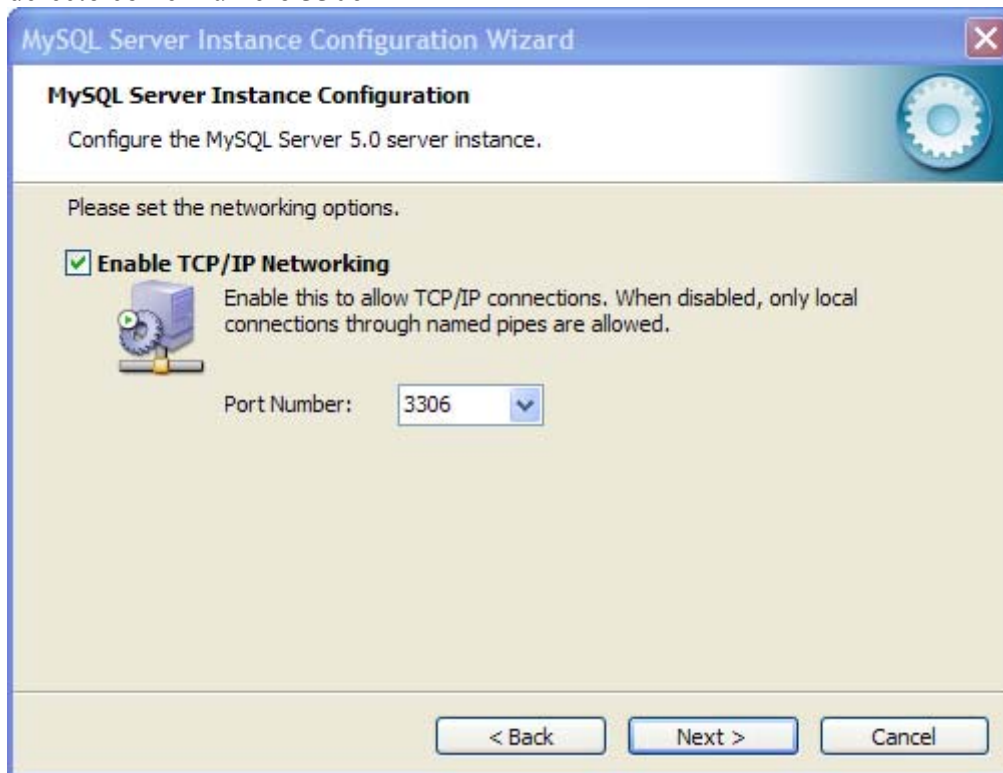 MySQL Server Instance Configuration Wizard
MySQL Server Instance Configuration
Configure the MySQL Server 5.0 server instance.
Please set the networking options.
Enable TCP/IP Networking
Enable this to allow TCP/IP connections. When disabled, only local
connections through named pipes are allowed.
Port Number: 3306
< Back Next > Cancel